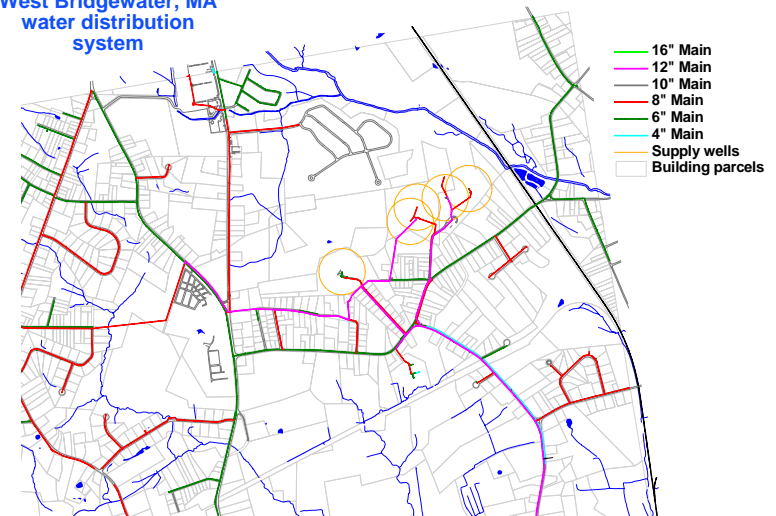 West Bridgewater, MA
water distribution
system
16" Main
12" Main
10" Main
8" Main
6" Main
4" Main
Supply wells
Building parcels